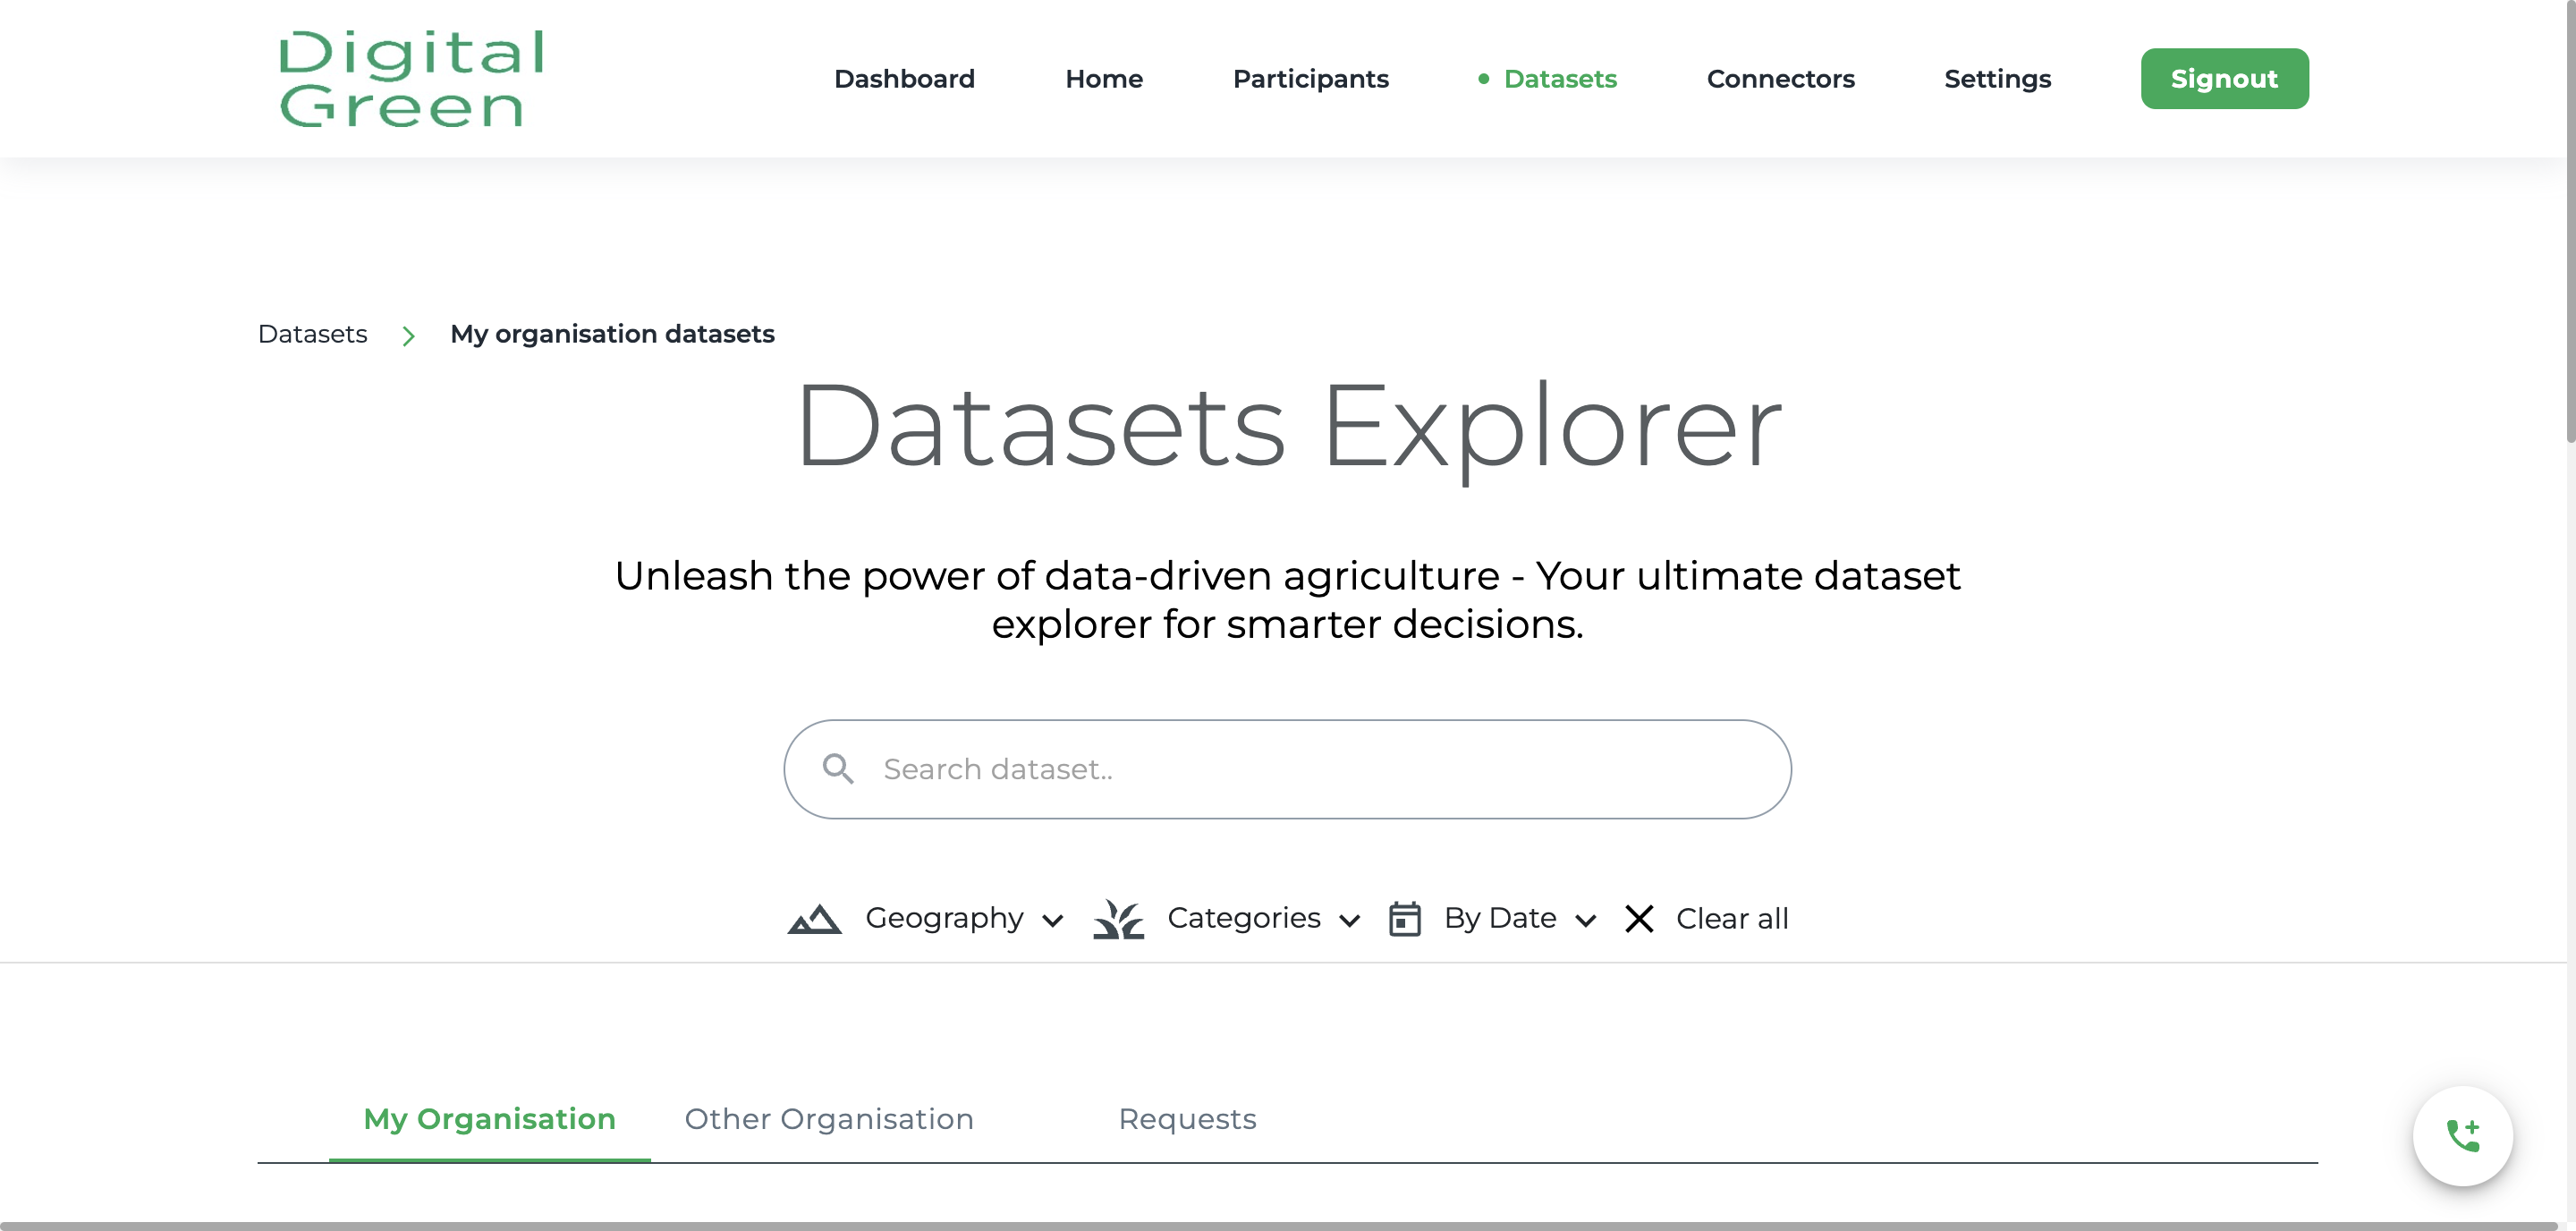 Digital
Green
Dashboard
Home
Participants
Datasets
Connectors
Settings
Signout
Datasets
My organisation datasets
Datasets Explorer
Unleash the power of data-driven agriculture - Your ultimate dataset
explorer for smarter decisions.
Search dataset..
Geography
Categories
By Date
Clear all
My Organisation
Other Organisation
Requests